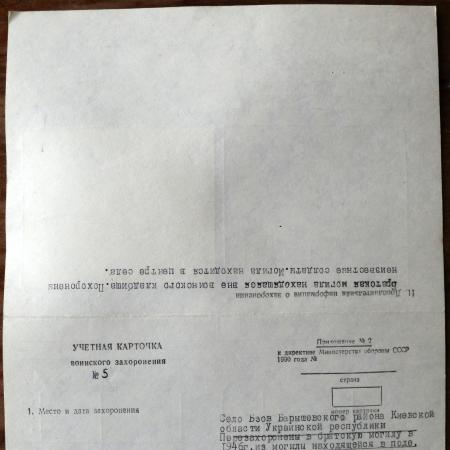 11. Дополнительная информация о захоронении
Братская могила находящаяся вне воинского кладбища.Похоронены
неизвестные солдаты.Могила находится в центре села.
УЧЕТНАЯ КАРТОЧКА
воинского захоронения
№ 5
Приложение № 2
к директиве Министерства обороны СССР
1990 года №
страна
номер карточки
1. Место и дата захоронения
Село Бзов Барышевского района Киевской
области Украинской республики
Перезахоронены в братскую могилу в
1946г.из могилы находящейся в поле.